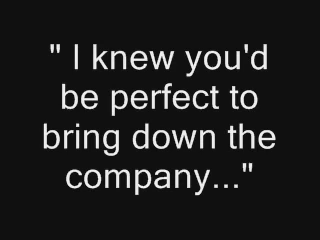 " I knew you'd
be perfect to
bring down the
company..."